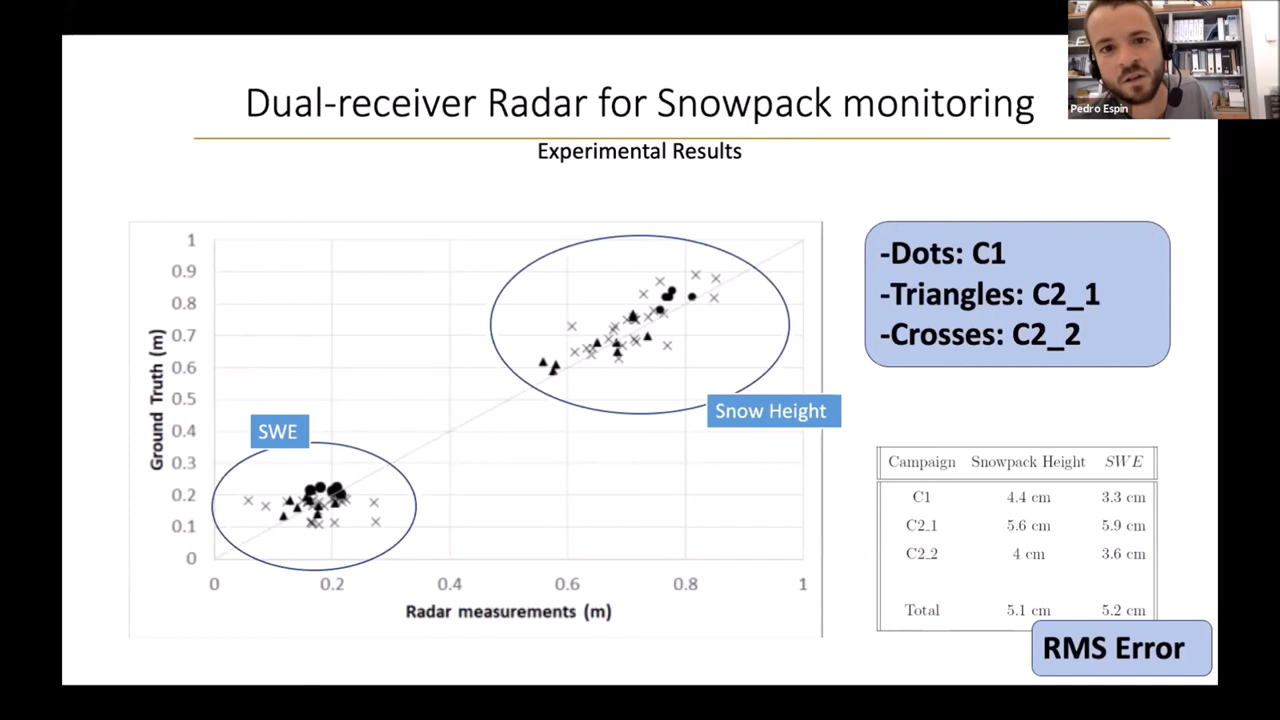 Pedro Espin
Dual-receiver Radar for Snowpack monitoring
Experimental Results
-Dots: C1
-Triangles: C2_1
-Crosses: C2_2
Ground Truth (m)
1
0.9
0.8
0.7
0.6
0.5
0.4
0.3
0.2
0.1
0
0
0.2
0.4
0.6
0.8
1
Radar measurements (m)
SWE
Snow Height
Campaign Snowpack Height SWE
C1 4.4 cm 3.3 cm
C2_1 5.6 cm 5.9 cm
C2_2 4 cm 3.6 cm
Total 5.1 cm 5.2 cm
RMS Error